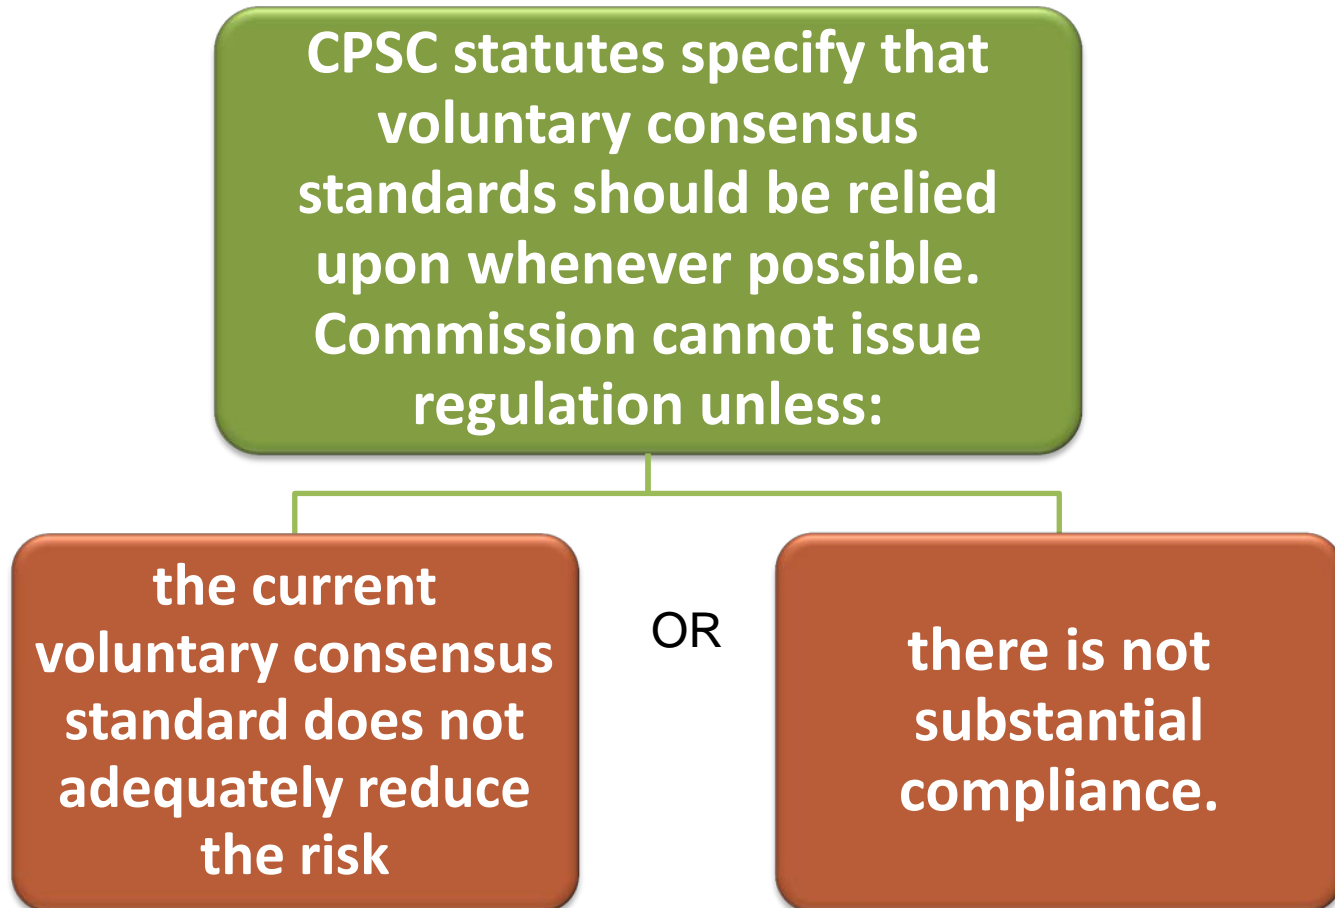 CPSC statutes specify that
voluntary consensus
standards should be relied
upon whenever possible.
Commission cannot issue
regulation unless:
the current
voluntary consensus
standard does not
adequately reduce
the risk
OR
there is not
substantial
compliance.